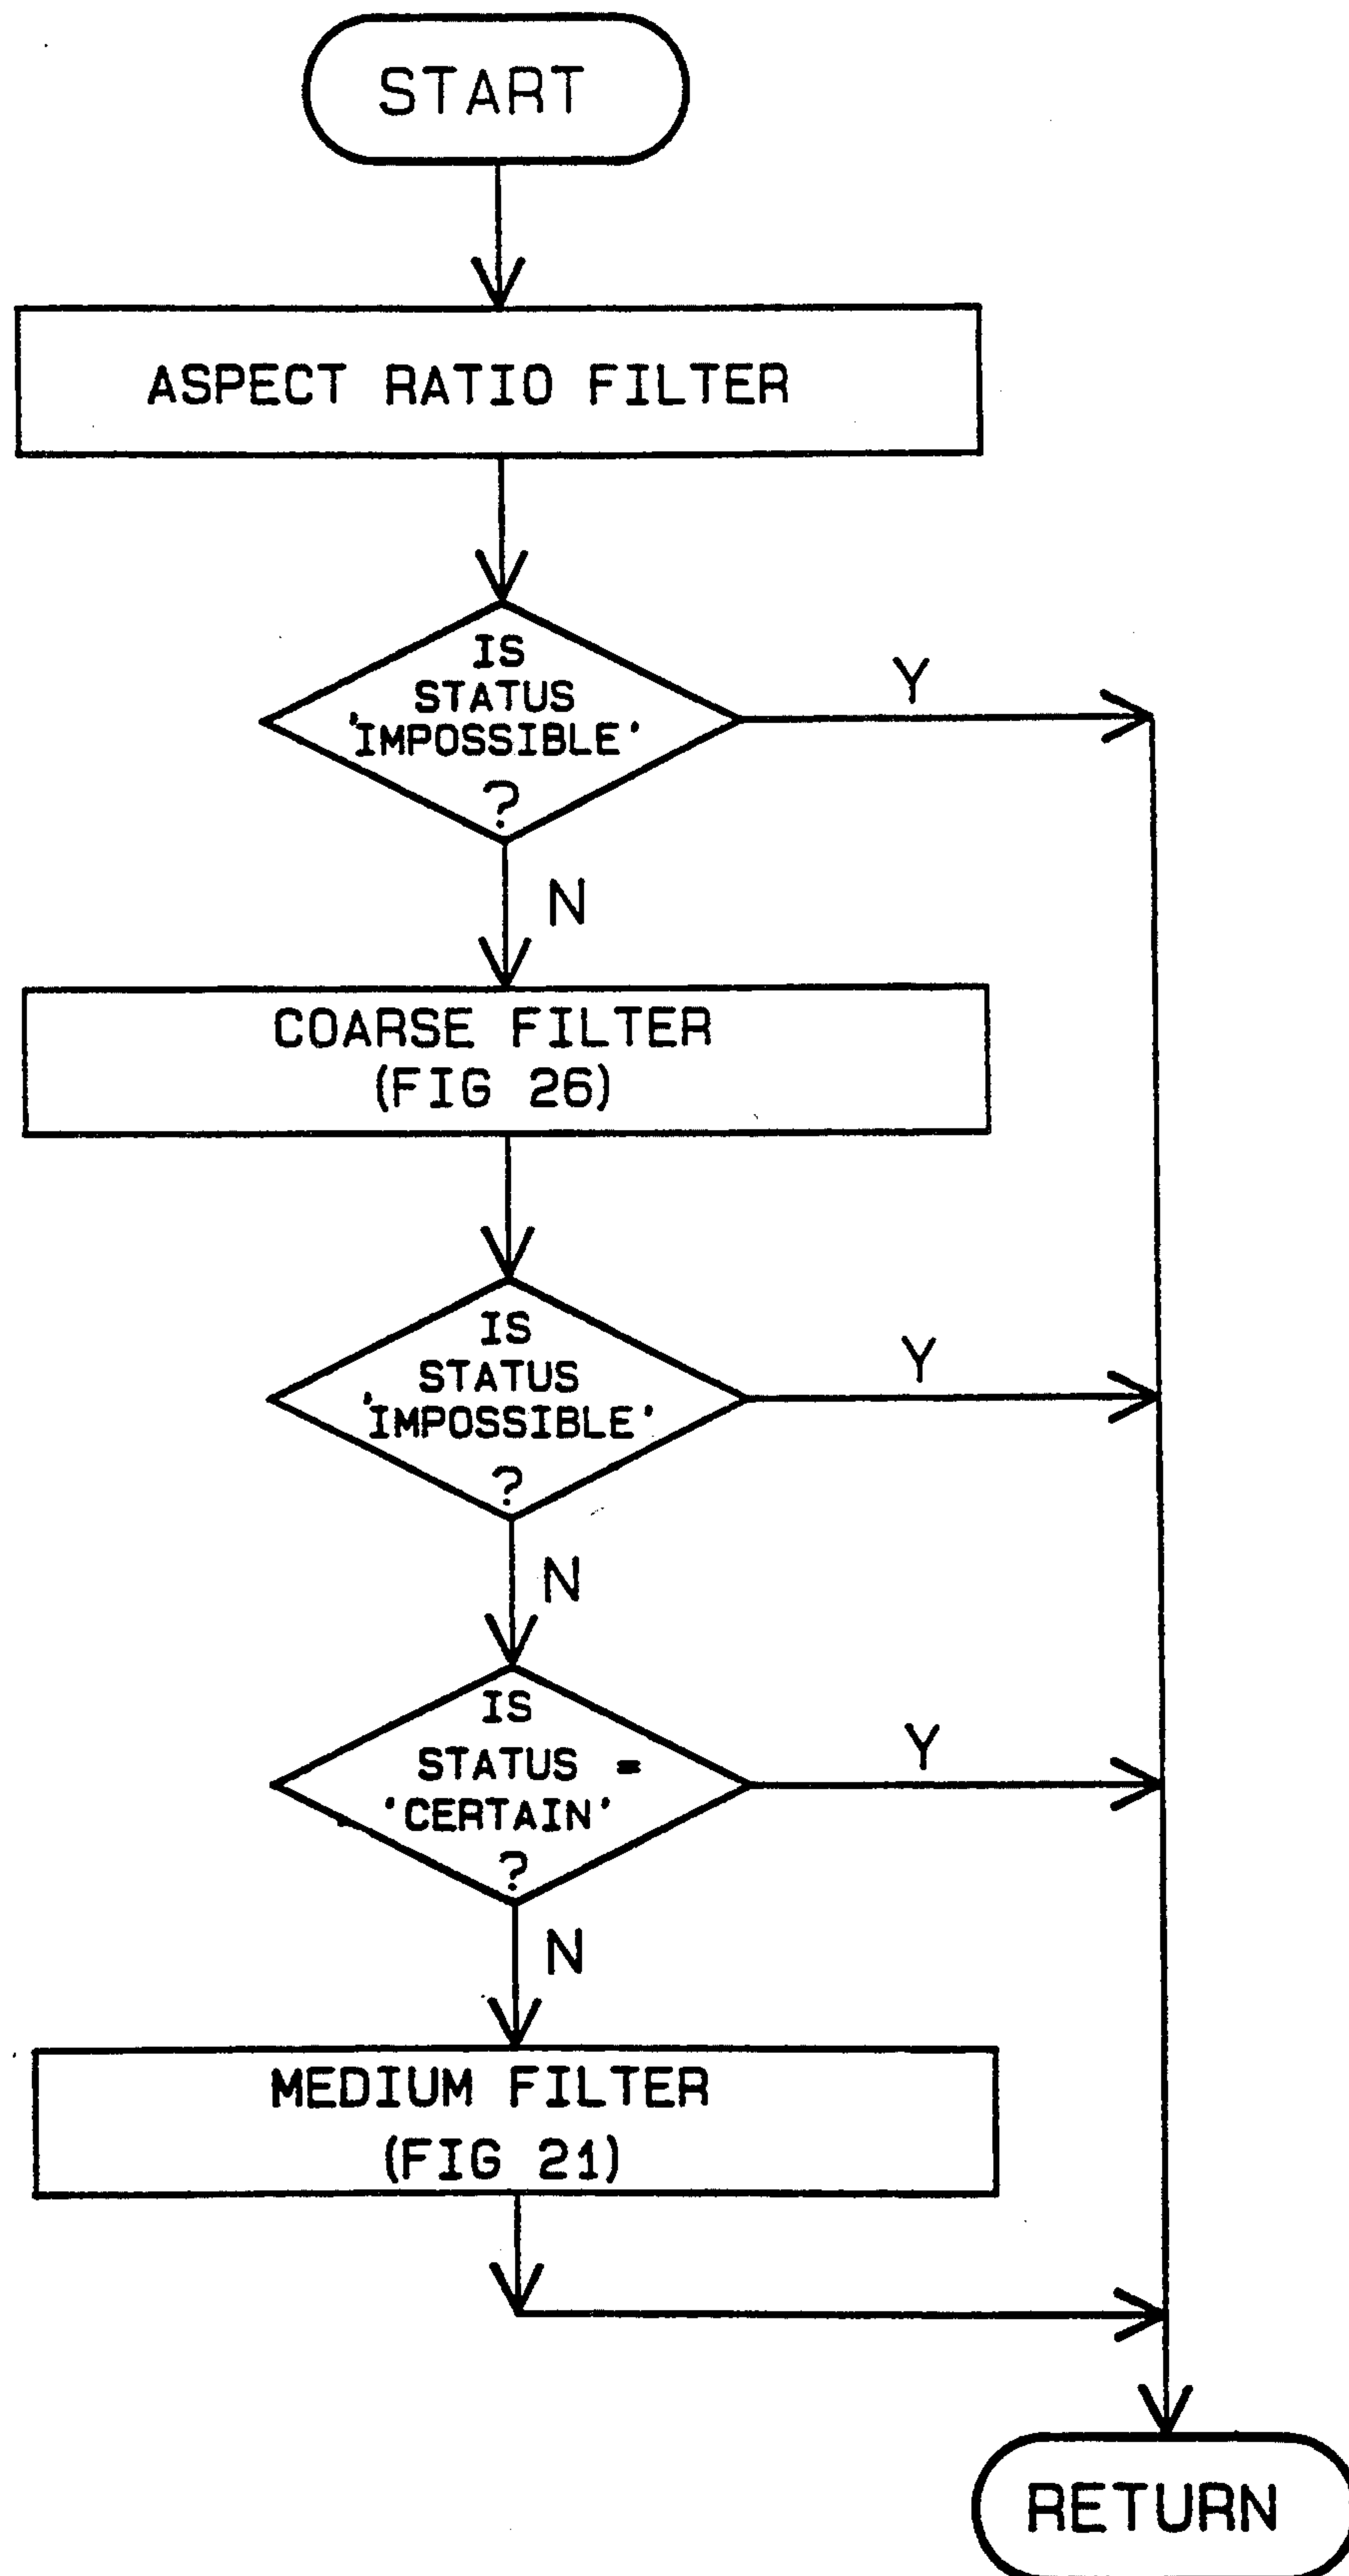 START
ASPECT RATIO FILTER
IS
STATUS
'IMPOSSIBLE'
?
Y
N
COARSE FILTER
(FIG 26)
IS
STATUS
'IMPOSSIBLE'
?
Y
N
IS
STATUS =
'CERTAIN'
?
Y
N
MEDIUM FILTER
(FIG 21)
RETURN